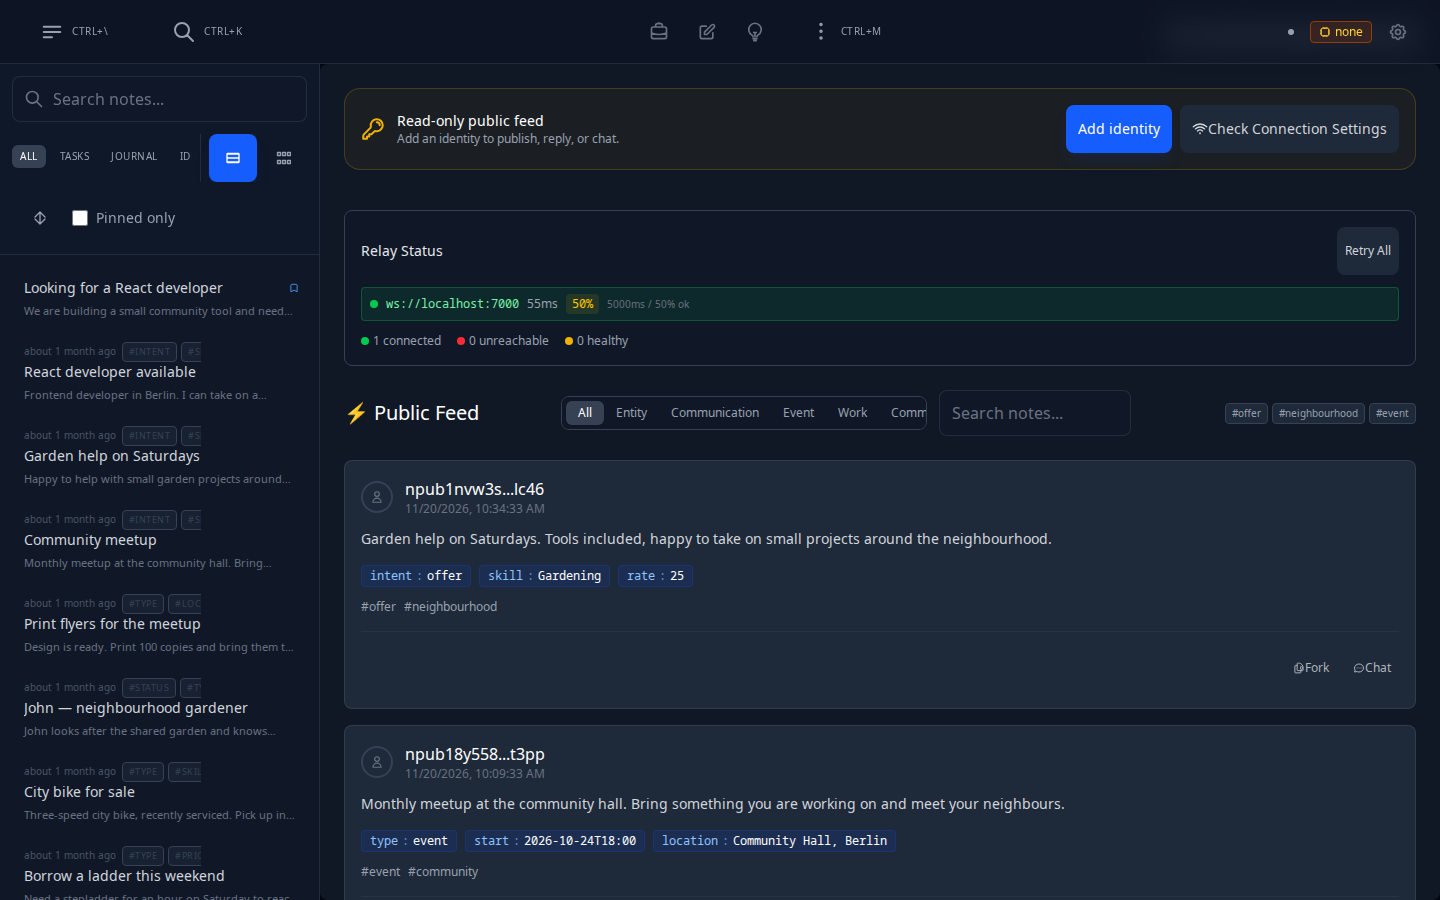 CTRL+\
CTRL+K
CTRL+M
none
Search notes...
ALL TASKS JOURNAL ID
Pinned only
Looking for a React developer
We are building a small community tool and need...
about 1 month ago #INTENT #S
React developer available
Frontend developer in Berlin. I can take on a...
about 1 month ago #INTENT #S
Garden help on Saturdays
Happy to help with small garden projects around...
about 1 month ago #INTENT #S
Community meetup
Monthly meetup at the community hall. Bring...
about 1 month ago #TYPE #LOC
Print flyers for the meetup
Design is ready. Print 100 copies and bring them t...
about 1 month ago #STATUS #T
John — neighbourhood gardener
John looks after the shared garden and knows...
about 1 month ago #TYPE #SKIL
City bike for sale
Three-speed city bike, recently serviced. Pick up in...
about 1 month ago #TYPE #PRIC
Borrow a ladder this weekend
Need a stepladder for an hour on Saturday to reac...
Read-only public feed
Add an identity to publish, reply, or chat.
Add identity
Check Connection Settings
Relay Status
Retry All
ws://localhost:7000 55ms 50% 5000ms / 50% ok
1 connected 0 unreachable 0 healthy
⚡ Public Feed
All Entity Communication Event Work Comm
Search notes...
#offer #neighbourhood #event
npub1nvw3s...lc46
11/20/2026, 10:34:33 AM
Garden help on Saturdays. Tools included, happy to take on small projects around the neighbourhood.
intent : offer skill : Gardening rate : 25
#offer #neighbourhood
Fork Chat
npub18y558...t3pp
11/20/2026, 10:09:33 AM
Monthly meetup at the community hall. Bring something you are working on and meet your neighbours.
type : event start : 2026-10-24T18:00 location : Community Hall, Berlin
#event #community